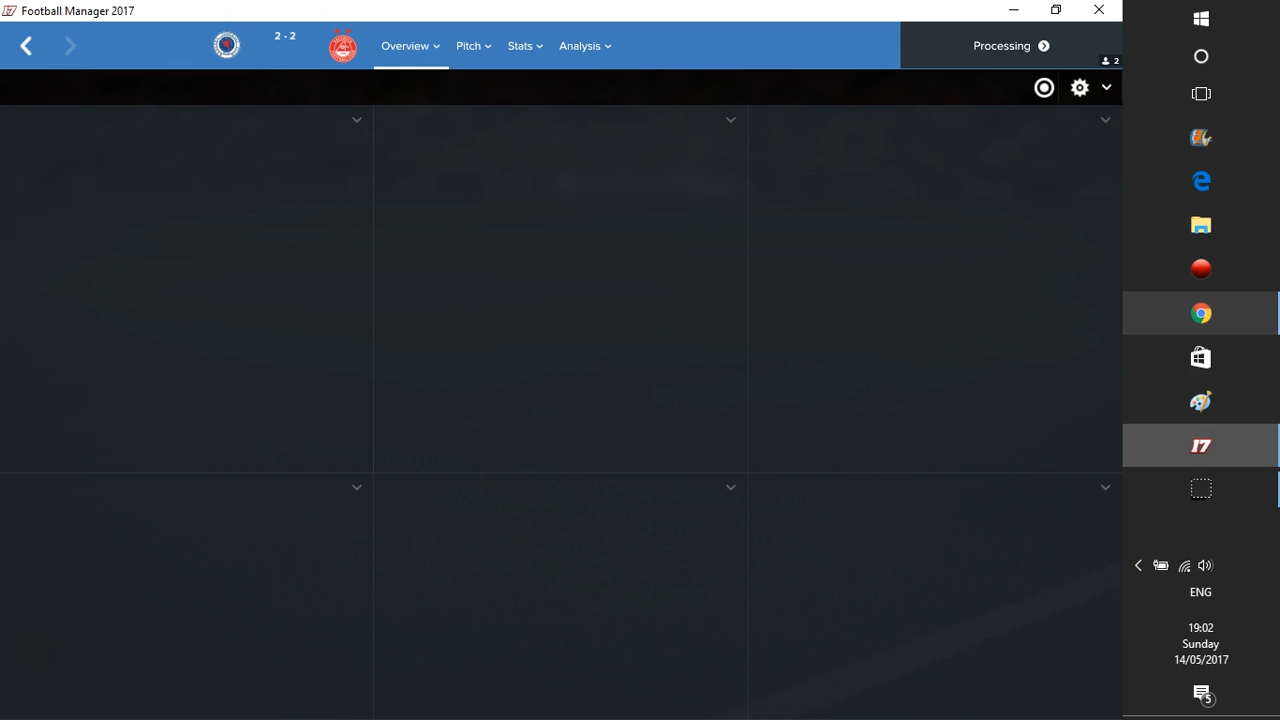 Football Manager 2017
2 - 2
Overview
Pitch
Stats
Analysis
Processing
2
17
ENG
19:02
Sunday
14/05/2017
5